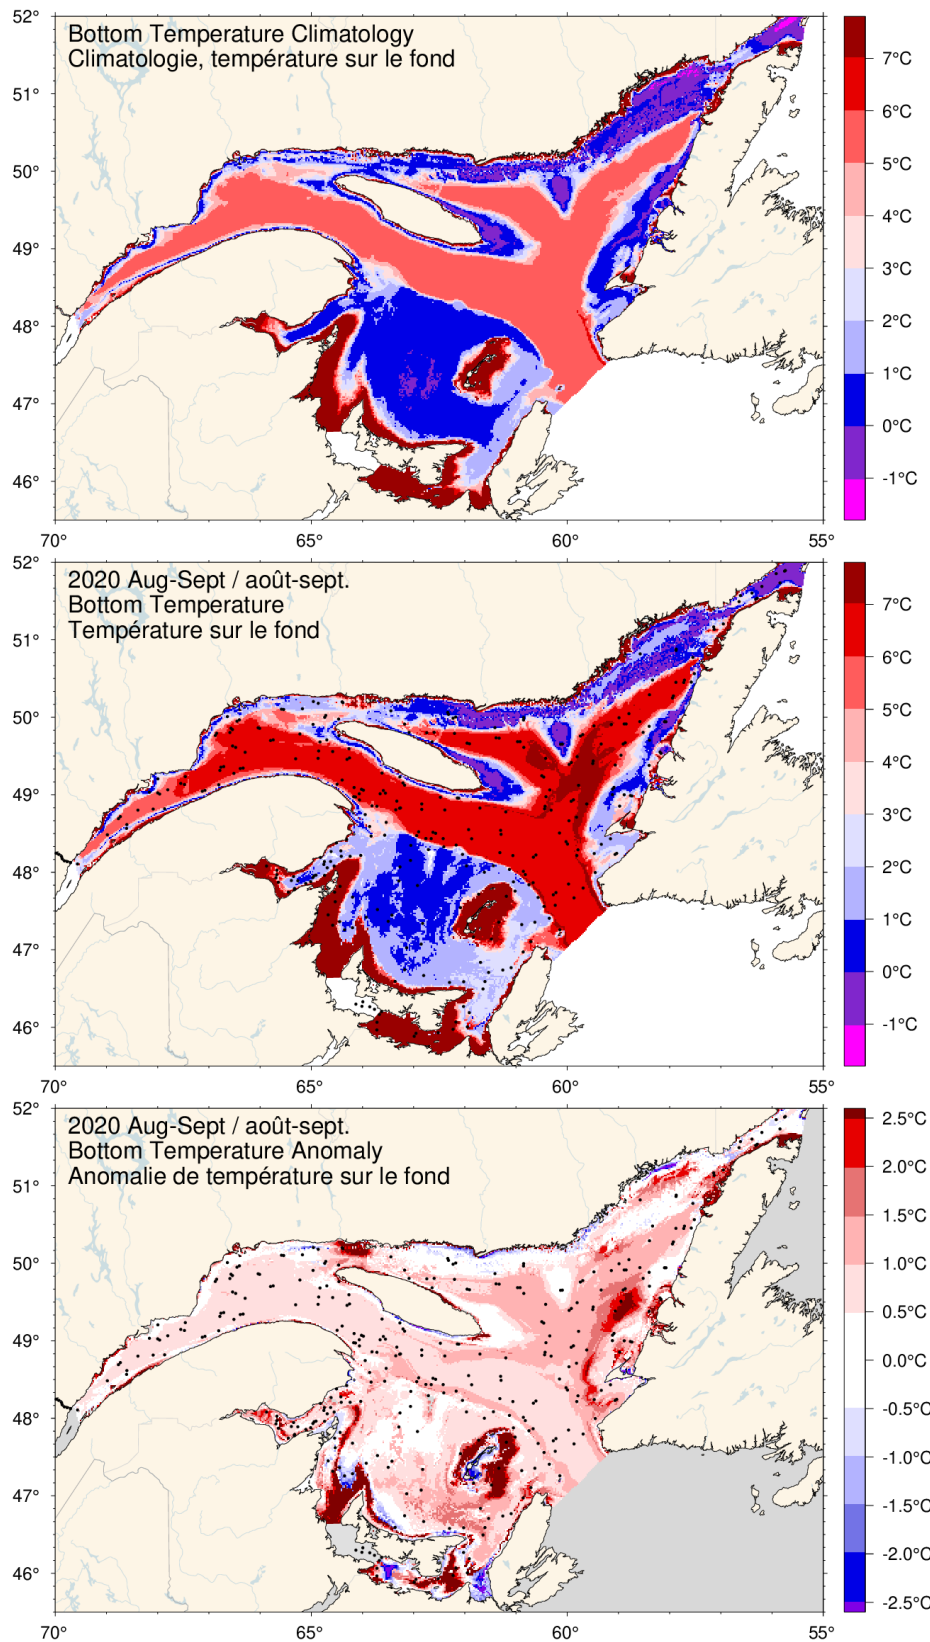 Bottom Temperature Climatology
Climatologie, température sur le fond
52°
51°
50°
49°
48°
47°
46°
70°
65°
60°
55°
7°C
6°C
5°C
4°C
3°C
2°C
1°C
0°C
-1°C
2020 Aug-Sept / août-sept.
Bottom Temperature
Température sur le fond
52°
51°
50°
49°
48°
47°
46°
70°
65°
60°
55°
7°C
6°C
5°C
4°C
3°C
2°C
1°C
0°C
-1°C
2020 Aug-Sept / août-sept.
Bottom Temperature Anomaly
Anomalie de température sur le fond
52°
51°
50°
49°
48°
47°
46°
70°
65°
60°
55°
2.5°C
2.0°C
1.5°C
1.0°C
0.5°C
0.0°C
-0.5°C
-1.0°C
-1.5°C
-2.0°C
-2.5°C